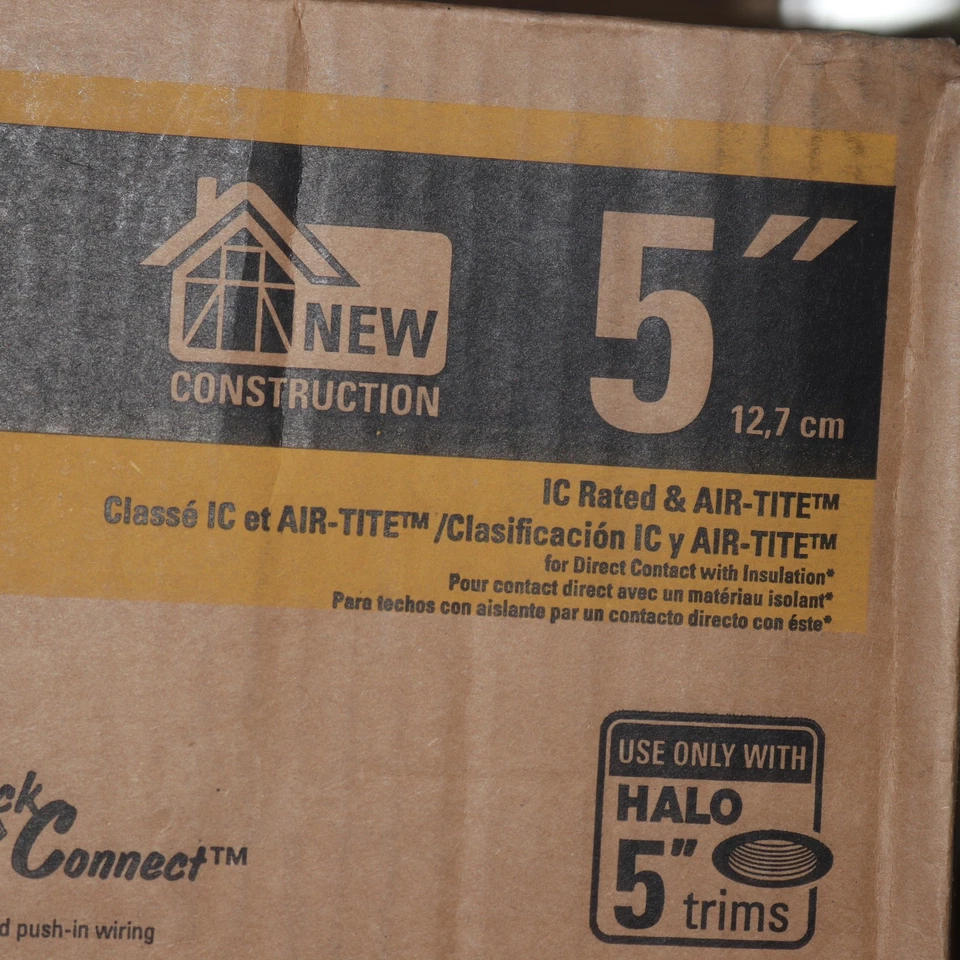 NEW
CONSTRUCTION
5"
12,7 cm
IC Rated & AIR-TITE™
Classé IC et AIR-TITE™ /Clasificación IC y AIR-TITE™
for Direct Contact with Insulation*
Pour contact direct avec un matériau isolant*
Para techos con aislante par un contacto directo con éste*
USE ONLY WITH
HALO
5" trims
ck
Connect™
d push-in wiring